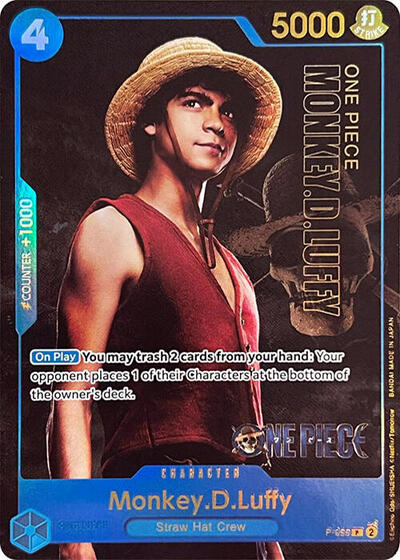 4
5000
打
STRIKE
ONE PIECE
MONKEY.D.LUFFY
COUNTER +1000
On Play You may trash 2 cards from your hand: Your
opponent places 1 of their Characters at the bottom of
the owner's deck.
BANDAI MADE IN JAPAN
ONE PIECE
CHARACTER
Monkey.D.Luffy
Straw Hat Crew
P
2